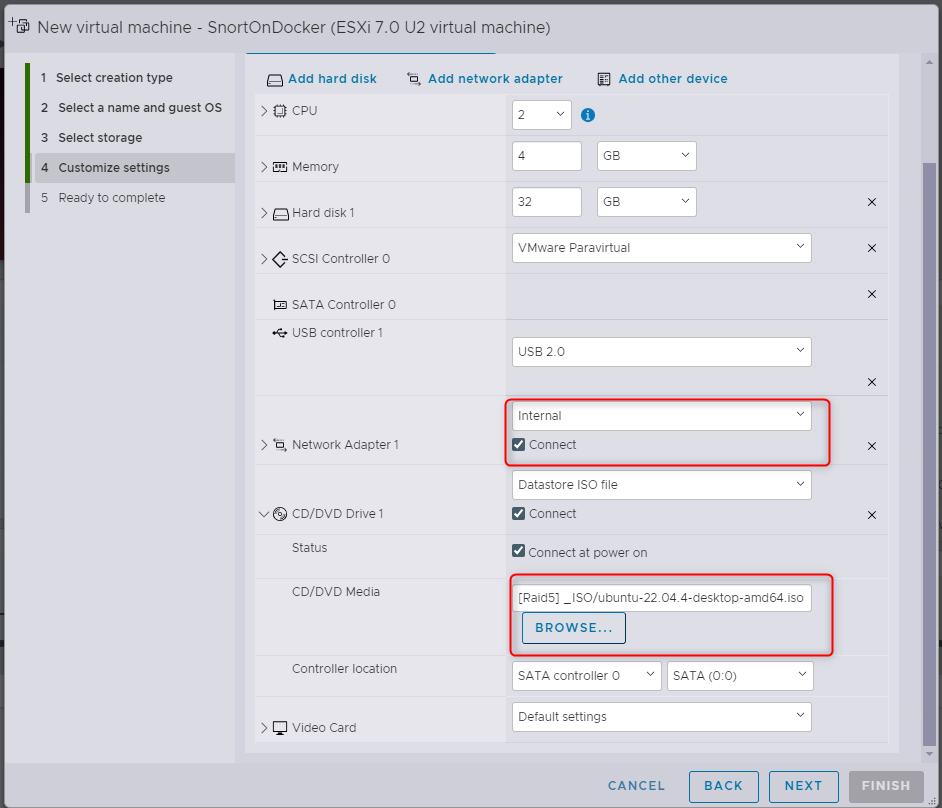 New virtual machine - SnortOnDocker (ESXi 7.0 U2 virtual machine)
1 Select creation type
2 Select a name and guest OS
3 Select storage
4 Customize settings
5 Ready to complete
Add hard disk Add network adapter Add other device
CPU 2
Memory 4 GB
Hard disk 1 32 GB
SCSI Controller 0 VMware Paravirtual
SATA Controller 0
USB controller 1
USB 2.0
Internal
Network Adapter 1 Connect
Datastore ISO file
CD/DVD Drive 1 Connect
Status Connect at power on
CD/DVD Media [Raid5] _ISO/ubuntu-22.04.4-desktop-amd64.iso
BROWSE...
Controller location SATA controller 0 SATA (0:0)
Video Card Default settings
CANCEL BACK NEXT FINISH